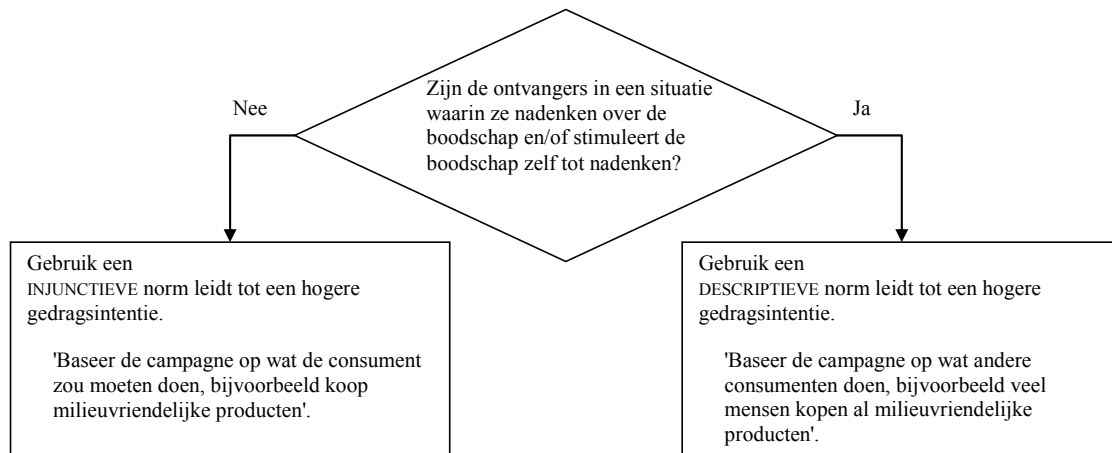 Zijn de ontvangers in een situatie
waarin ze nadenken over de
boodschap en/of stimuleert de
boodschap zelf tot nadenken?
Nee
Ja
Gebruik een
INJUNCTIEVE norm leidt tot een hogere
gedragsintentie.
'Baseer de campagne op wat de consument
zou moeten doen, bijvoorbeeld koop
milieuvriendelijke producten'.
Gebruik een
DESCRIPTIEVE norm leidt tot een hogere
gedragsintentie.
'Baseer de campagne op wat andere
consumenten doen, bijvoorbeeld veel
mensen kopen al milieuvriendelijke
producten'.